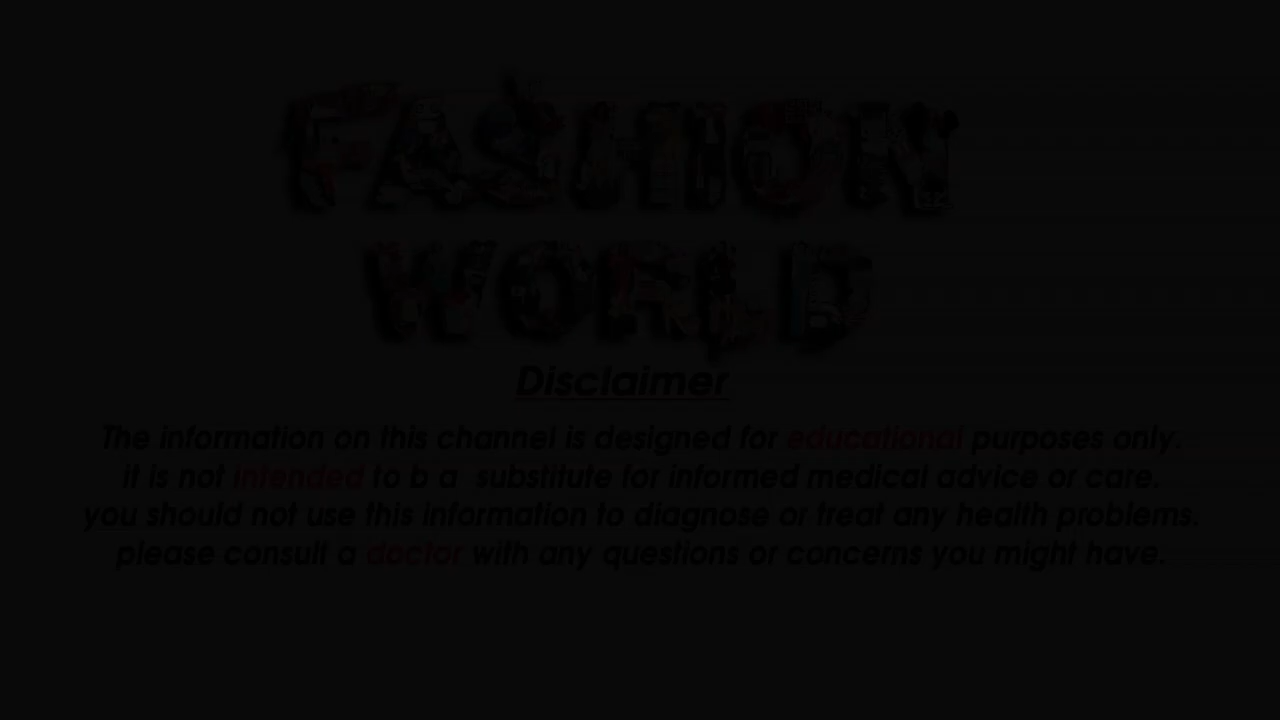 FASHION
WORLD
Disclaimer
The information on this channel is designed for educational purposes only.
it is not intended to b a substitute for informed medical advice or care.
you should not use this information to diagnose or treat any health problems.
please consult a doctor with any questions or concerns you might have.